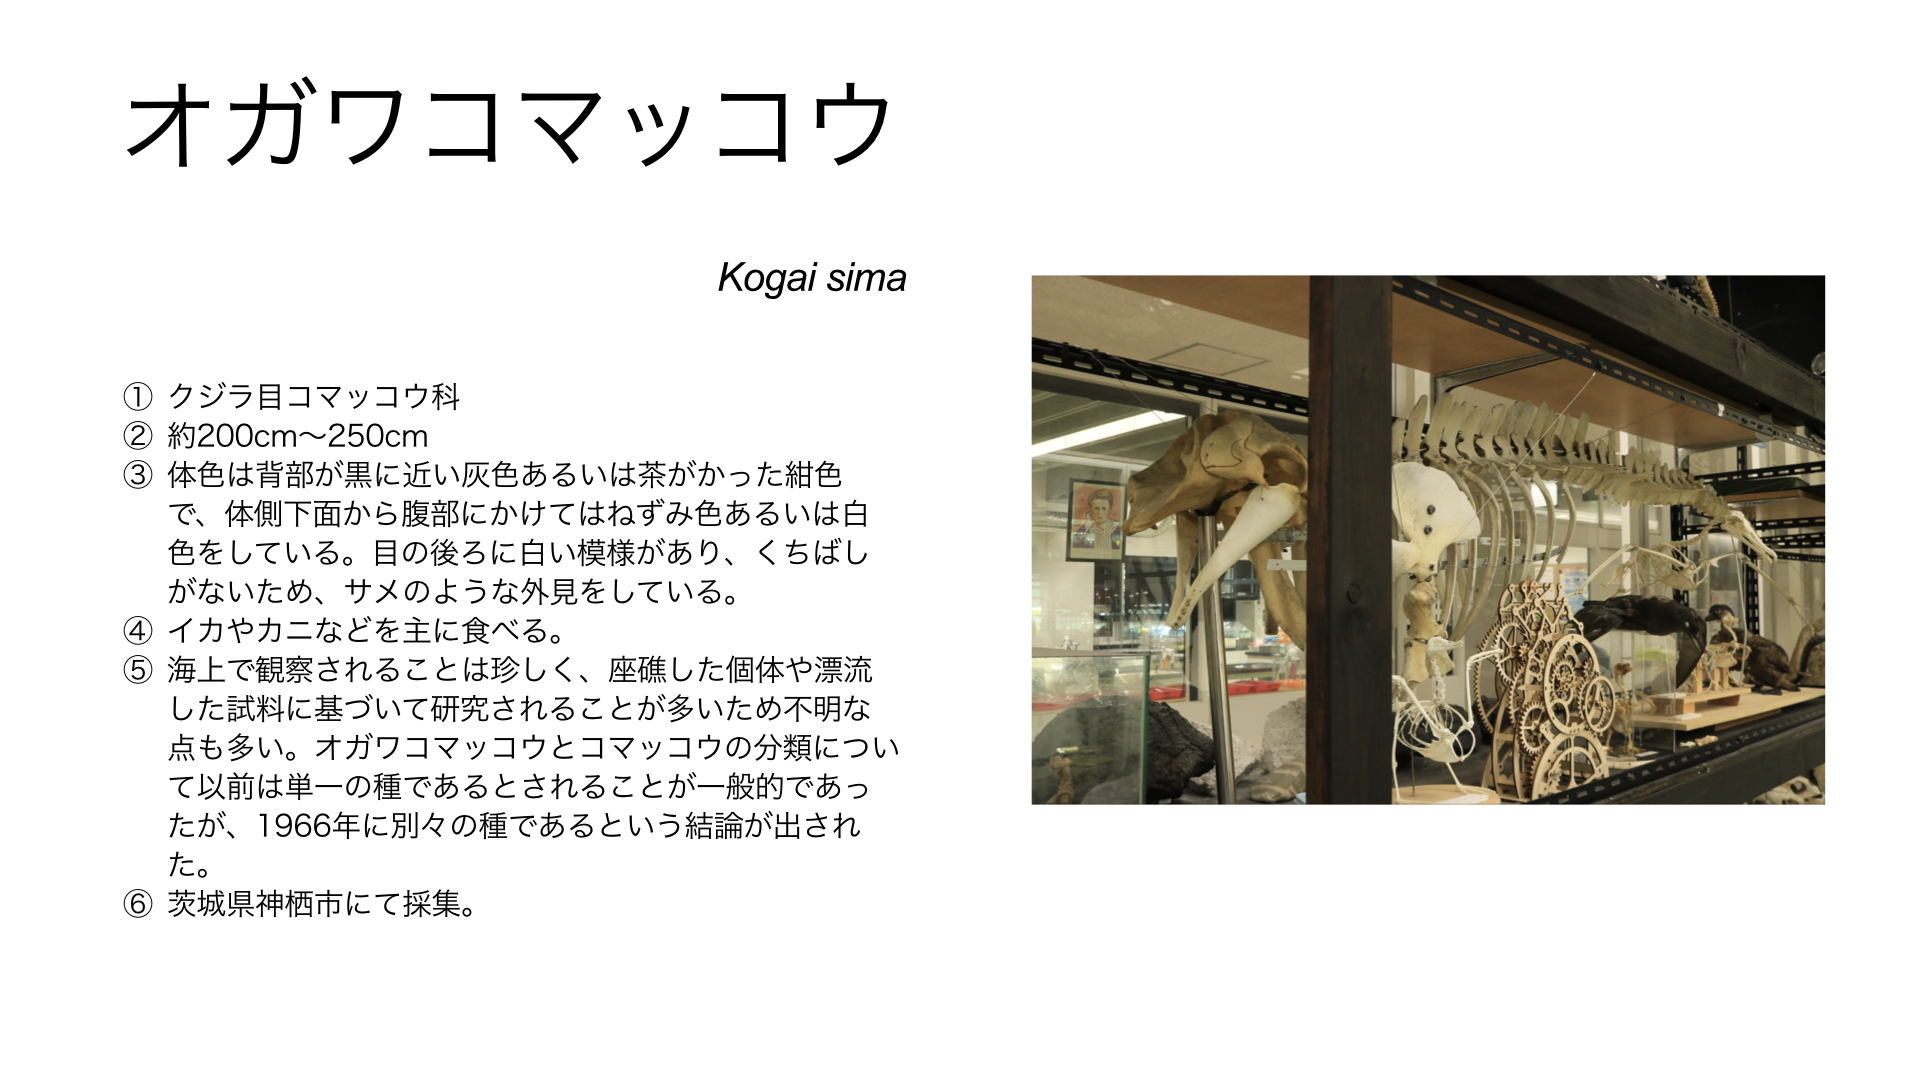 オガワコマッコウ
Kogai sima
① クジラ目コマッコウ科
② 約200cm〜250cm
③ 体色は背部が黒に近い灰色あるいは茶がかった紺色
で、体側下面から腹部にかけてはねずみ色あるいは白
色をしている。目の後ろに白い模様があり、くちばし
がないため、サメのような外見をしている。
④ イカやカニなどを主に食べる。
⑤ 海上で観察されることは珍しく、座礁した個体や漂流
した試料に基づいて研究されることが多いため不明な
点も多い。オガワコマッコウとコマッコウの分類につい
て以前は単一の種であるとされることが一般的であっ
たが、1966年に別々の種であるという結論が出され
た。
⑥ 茨城県神栖市にて採集。